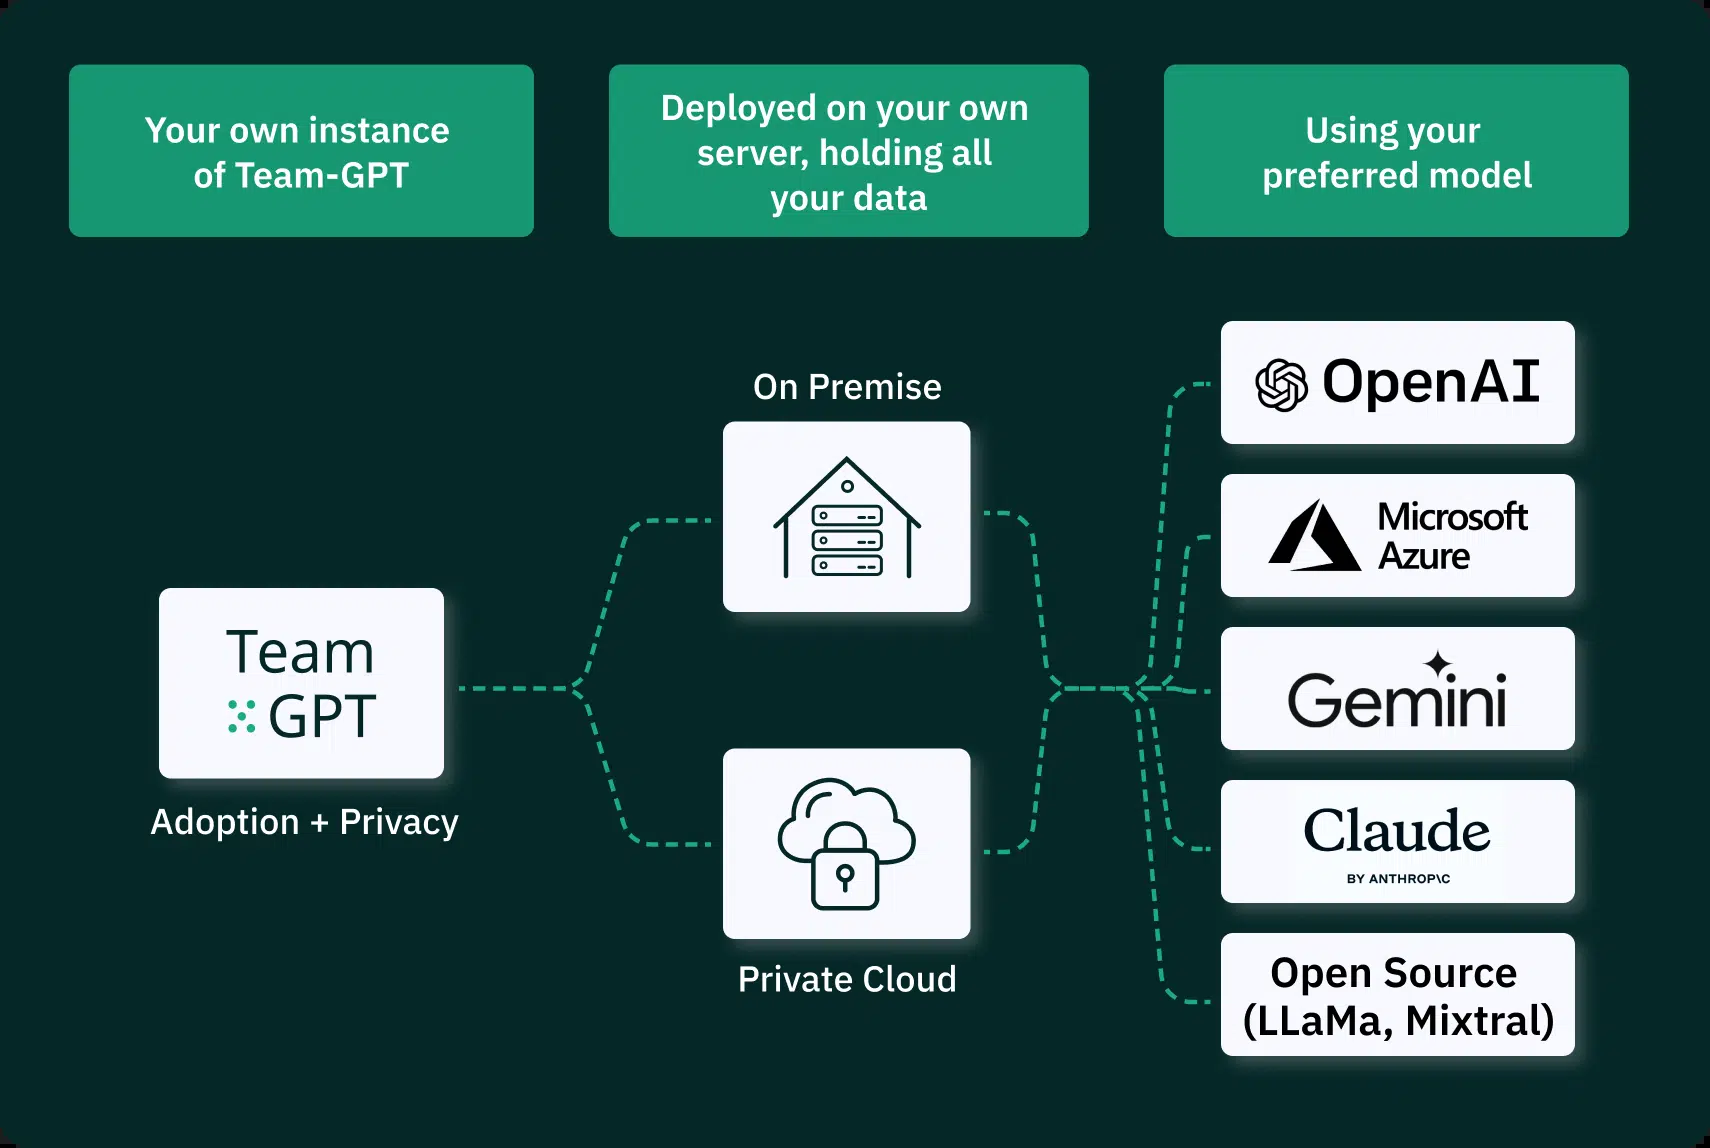 Your own instance
of Team-GPT
Deployed on your own
server, holding all
your data
Using your
preferred model
Team
GPT
Adoption + Privacy
On Premise
Private Cloud
OpenAI
Microsoft
Azure
Gemini
Claude
BY ANTHROP\C
Open Source
(LLaMa, Mixtral)